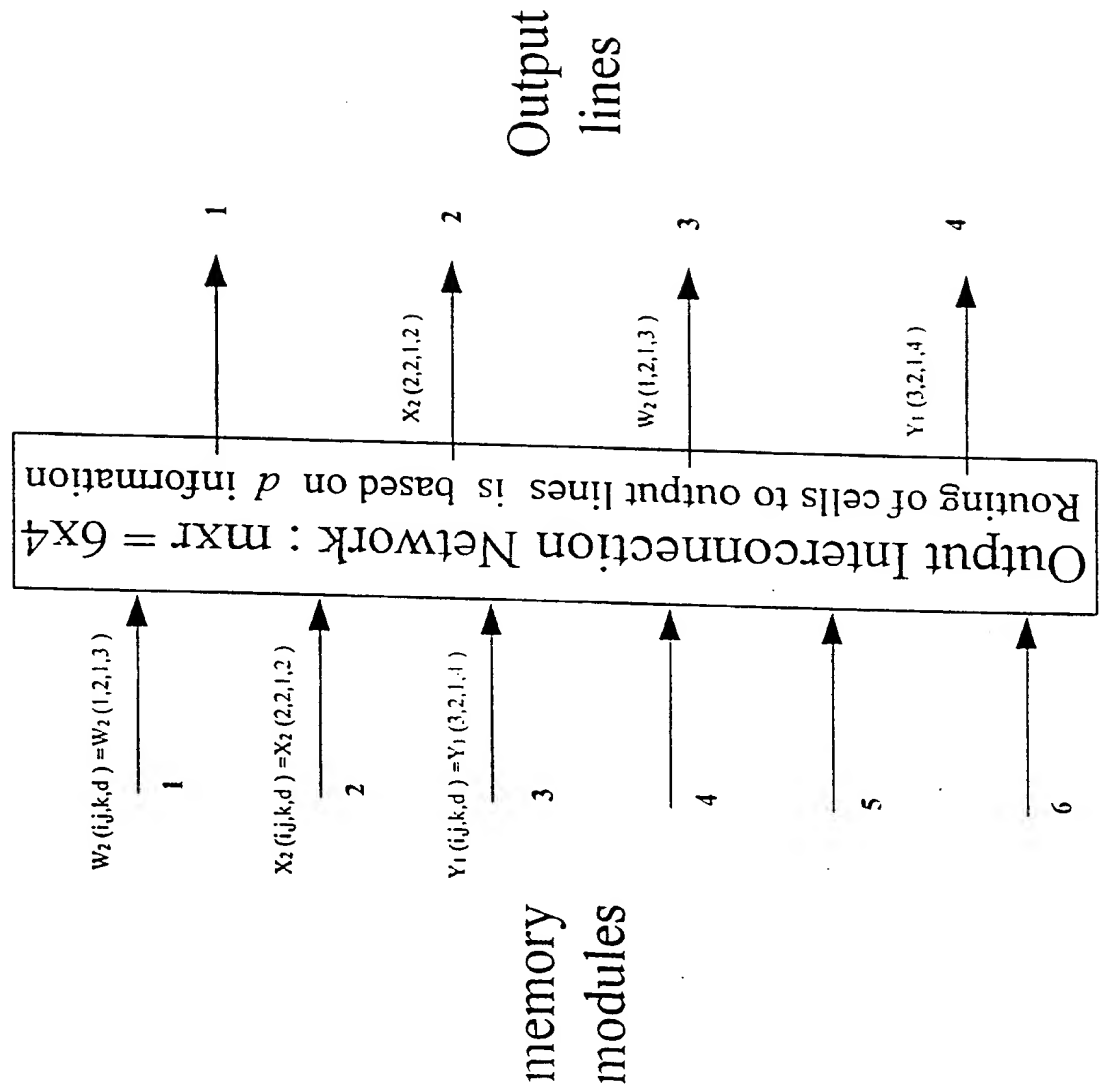 W2 (i,j,k,d ) =W2 (1,2,1,3)
1
X2 (i,j,k,d ) =X2 (2,2,1,2 )
2
Y1 (i,j,k,d ) =Y1 (3,2,1,4)
3
4
5
6
memory
modules
Output Interconnection Network : mxr = 6x4
Routing of cells to output lines is based on d information
1
X2 (2,2,1,2 )
2
W2 (1,2,1,3 )
3
Y1 (3,2,1,4 )
4
Output
lines